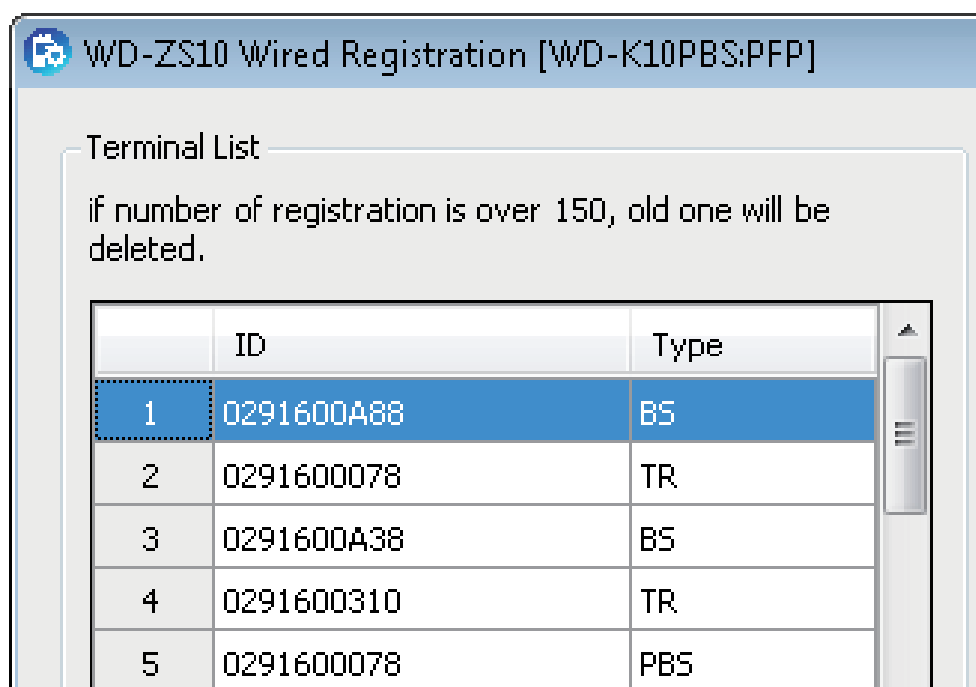 WD-ZS10 Wired Registration [WD-K10PBS:PFP]
Terminal List
if number of registration is over 150, old one will be
deleted.
ID Type
1 0291600A88 BS
2 0291600078 TR
3 0291600A38 BS
4 0291600310 TR
5 0291600078 PBS